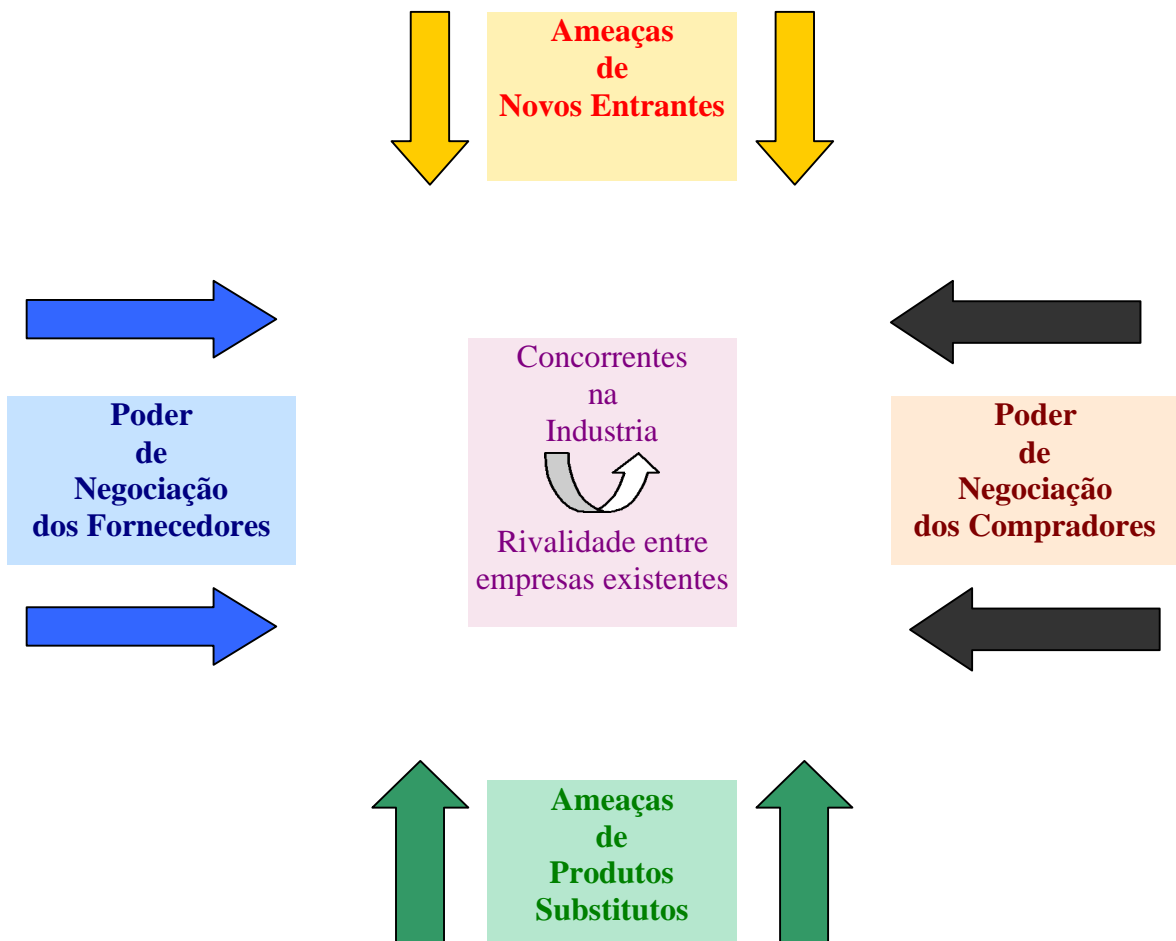 Ameaças
de
Novos Entrantes
Concorrentes
na
Industria
Rivalidade entre
empresas existentes
Poder
de
Negociação
dos Fornecedores
Poder
de
Negociação
dos Compradores
Ameaças
de
Produtos
Substitutos